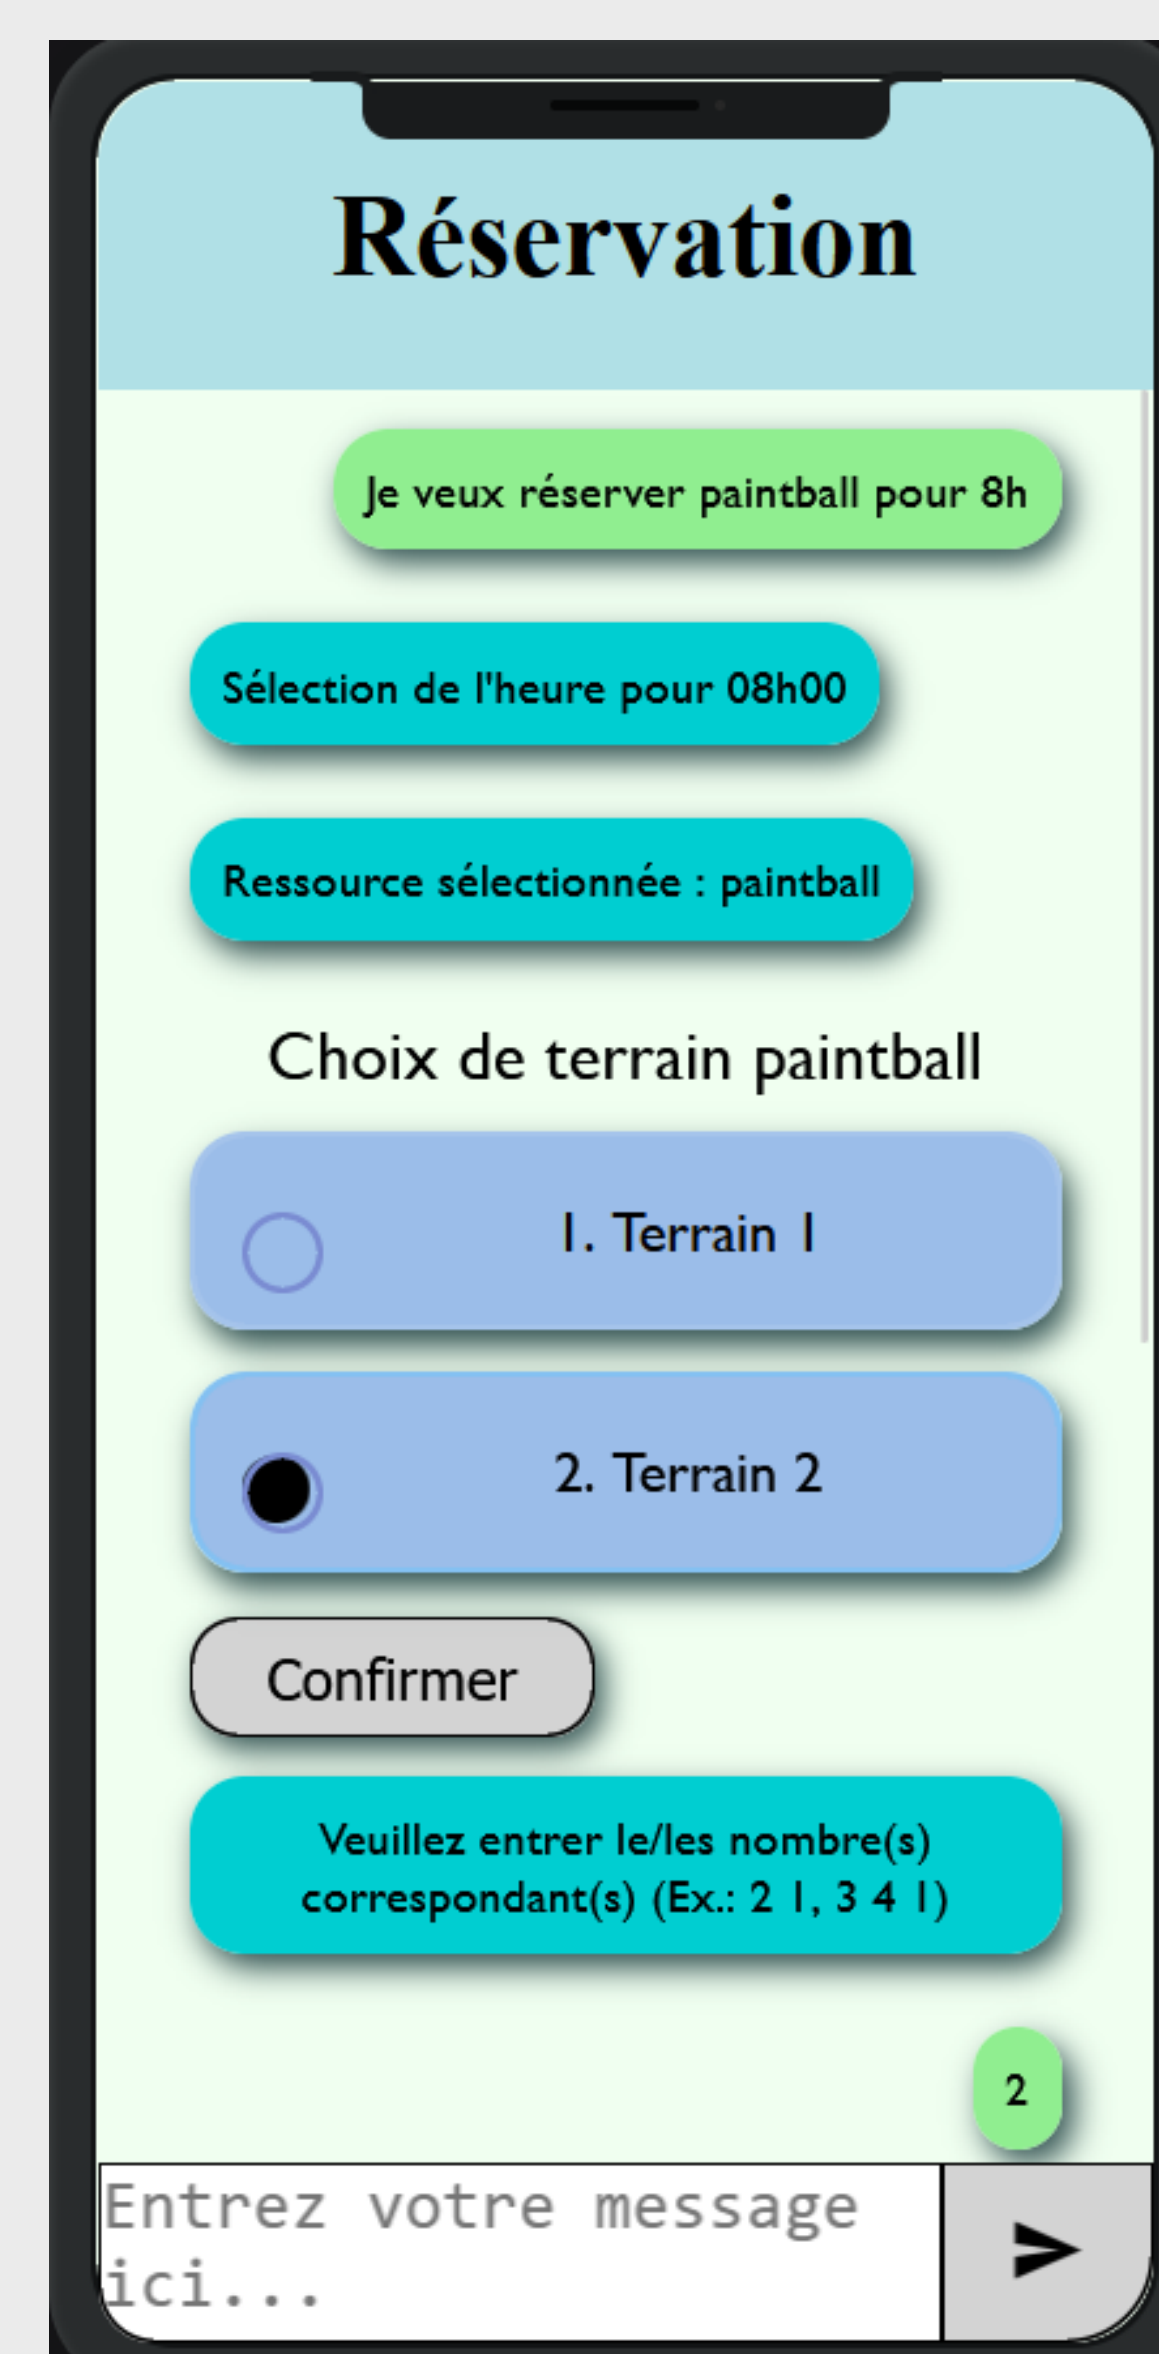 Réservation
Je veux réserver paintball pour 8h
Sélection de l'heure pour 08h00
Ressource sélectionnée : paintball
Choix de terrain paintball
1. Terrain 1
2. Terrain 2
Confirmer
Veuillez entrer le/les nombre(s)
correspondant(s) (Ex.: 2 1, 3 4 1)
2
Entrez votre message
ici...